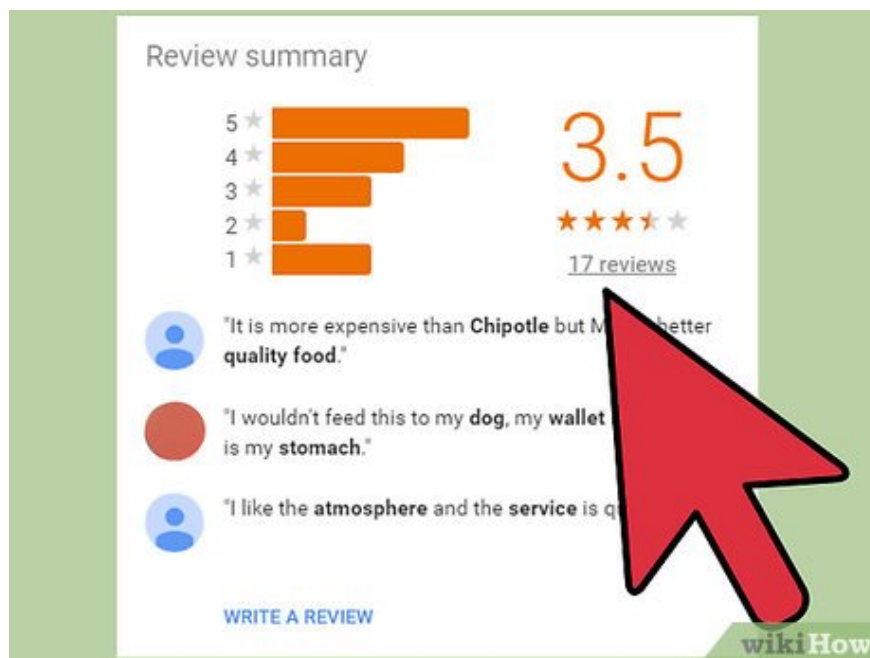 Review summary
5
4
3
2
1
3.5
17 reviews
"It is more expensive than Chipotle but better
quality food."
"I wouldn't feed this to my dog, my wallet
is my stomach."
"I like the atmosphere and the service is
WRITE A REVIEW
wikiHow